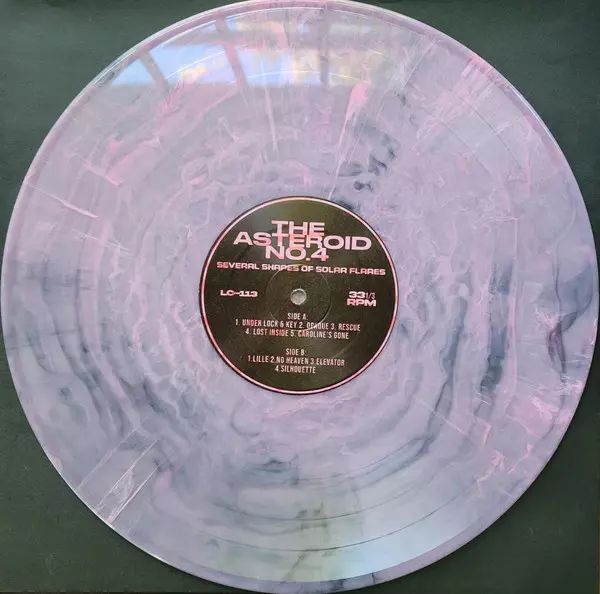 THE
ASTEROID
NO.4
SEVERAL SHAPES OF SOLAR FLARES
LC-113
33 1/3
RPM
SIDE A:
1. UNDER LOCK & KEY 2. OPAQUE 3. RESCUE
4. LOST INSIDE 5. CAROLINE'S GONE
SIDE B:
1.LILLE 2.NO HEAVEN 3.ELEVATOR
4.SILHOUETTE